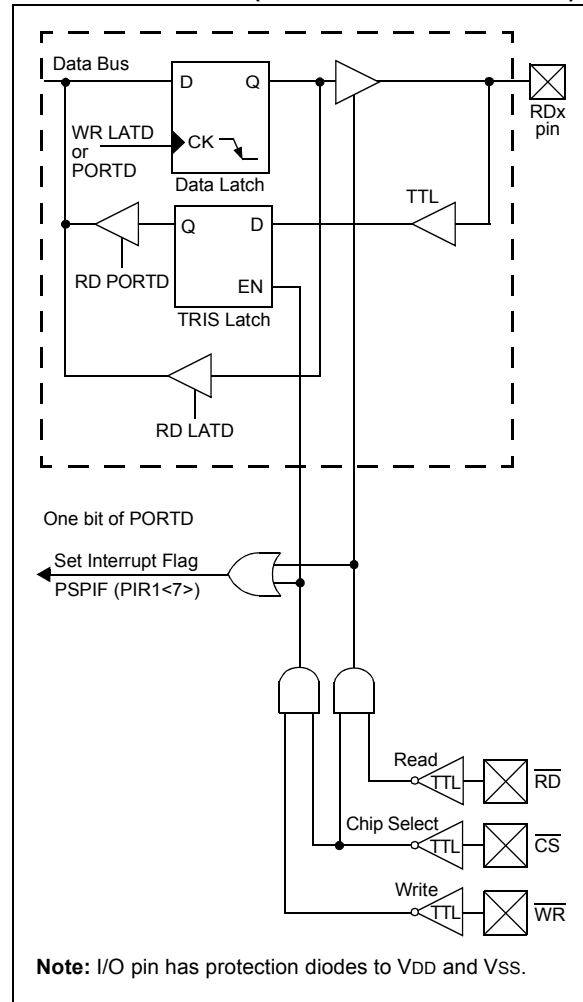 Data Bus
D Q
WR LATD
or
PORTD
CK
Data Latch
RDx
pin
TTL
Q D
RD PORTD
EN
TRIS Latch
RD LATD
One bit of PORTD
Set Interrupt Flag
PSPIF (PIR1<7>)
Read
TTL
RD
Chip Select
TTL
CS
Write
TTL
WR
Note: I/O pin has protection diodes to VDD and VSS.